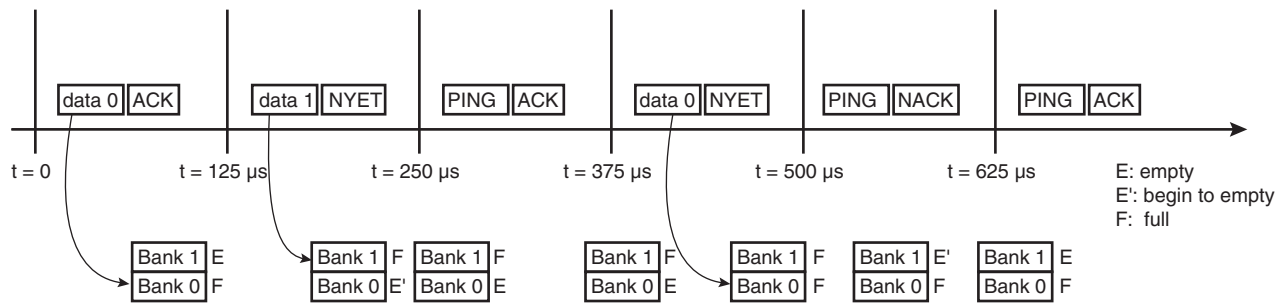 data 0 ACK data 1 NYET PING ACK data 0 NYET PING NACK PING ACK
t = 0 t = 125 μs t = 250 μs t = 375 μs t = 500 μs t = 625 μs
E: empty
E': begin to empty
F: full
Bank 1 E Bank 1 F Bank 1 F Bank 1 F Bank 1 F Bank 1 E' Bank 1 E
Bank 0 F Bank 0 E' Bank 0 E Bank 0 E Bank 0 F Bank 0 F Bank 0 F